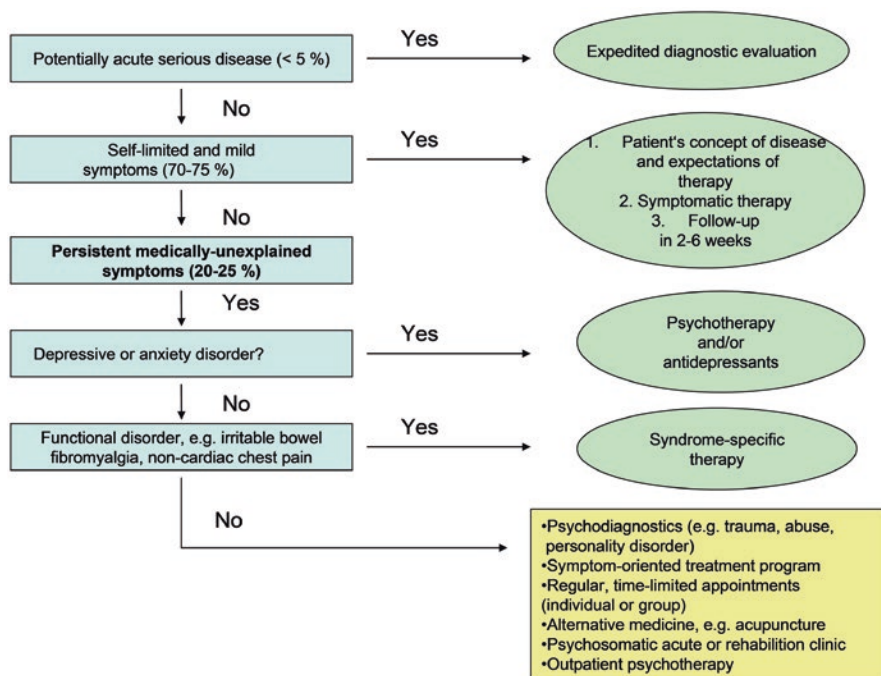 Potentially acute serious disease (< 5 %)
Yes
Expedited diagnostic evaluation
No
Self-limited and mild
symptoms (70-75 %)
Yes
1. Patient's concept of disease
and expectations of
therapy
2. Symptomatic therapy
3. Follow-up
in 2-6 weeks
No
Persistent medically-unexplained
symptoms (20-25 %)
Yes
Depressive or anxiety disorder?
Yes
Psychotherapy
and/or
antidepressants
No
Functional disorder, e.g. irritable bowel
fibromyalgia, non-cardiac chest pain
Yes
Syndrome-specific
therapy
No
•Psychodiagnostics (e.g. trauma, abuse,
personality disorder)
•Symptom-oriented treatment program
•Regular, time-limited appointments
(individual or group)
•Alternative medicine, e.g. acupuncture
•Psychosomatic acute or rehabilition clinic
•Outpatient psychotherapy